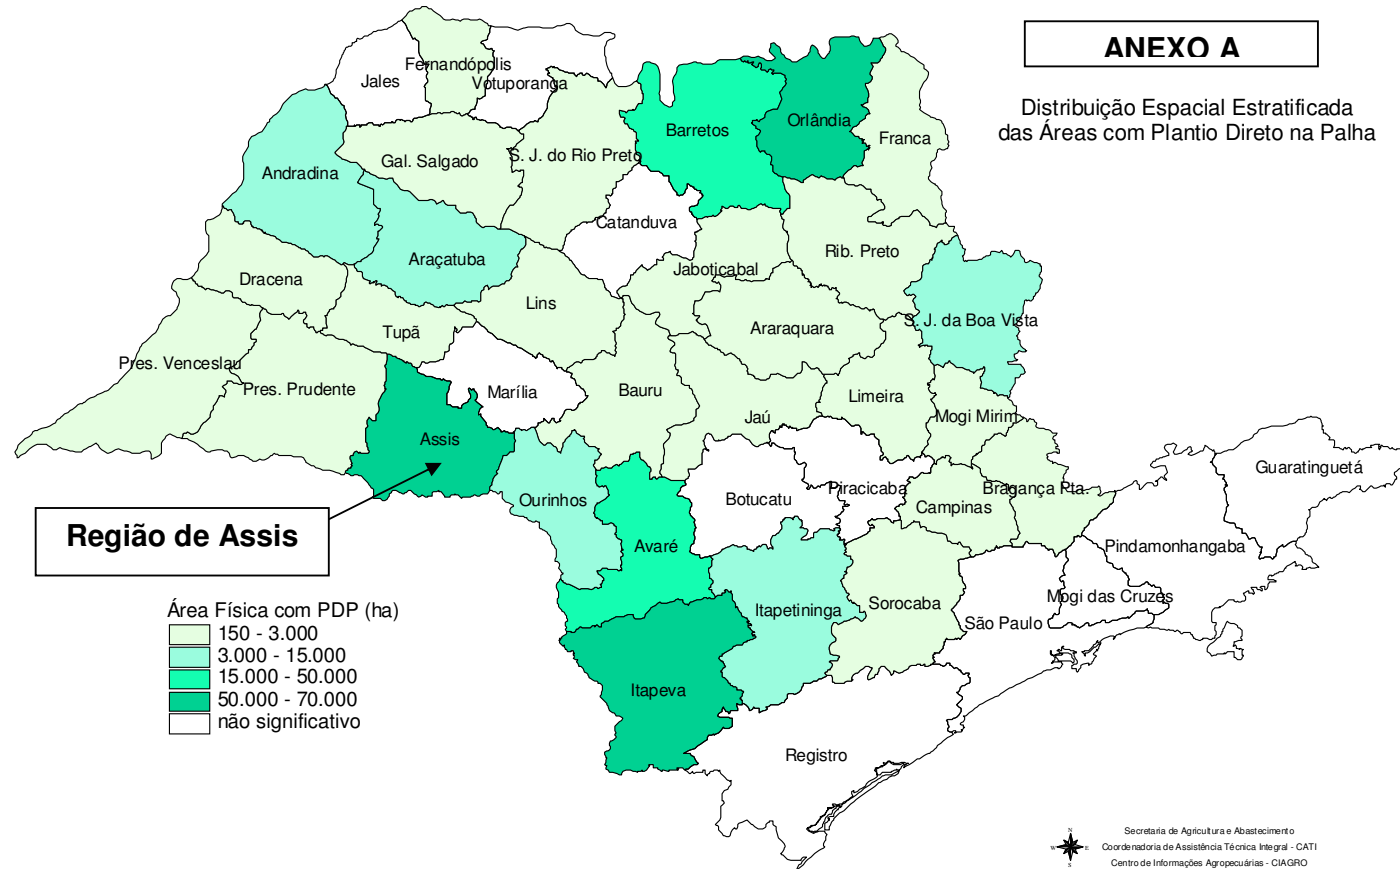 ANEXO A
Distribuição Espacial Estratificada
das Áreas com Plantio Direto na Palha
Fernandópolis
Jales
Votuporanga
Orlândia
Barretos
Franca
Gal. Salgado
S. J. do Rio Preto
Andradina
Catanduva
Rib. Preto
Araçatuba
Jaboticabal
Dracena
Lins
S. J. da Boa Vista
Araraquara
Tupã
Pres. Venceslau
Pres. Prudente
Marília
Bauru
Limeira
Jaú
Mogi Mirim
Assis
Guaratinguetá
Piracicaba
Bragança Pta.
Ourinhos
Botucatu
Campinas
Região de Assis
Avaré
Pindamonhangaba
Mogi das Cruzes
Sorocaba
Itapetininga
São Paulo
Itapeva
Registro
Área Física com PDP (ha)
150 - 3.000
3.000 - 15.000
15.000 - 50.000
50.000 - 70.000
não significativo
N
W E
S
Secretaria de Agricultura e Abastecimento
Coordenadoria de Assistência Técnica Integral - CATI
Centro de Informações Agropecuárias - CIAGRO